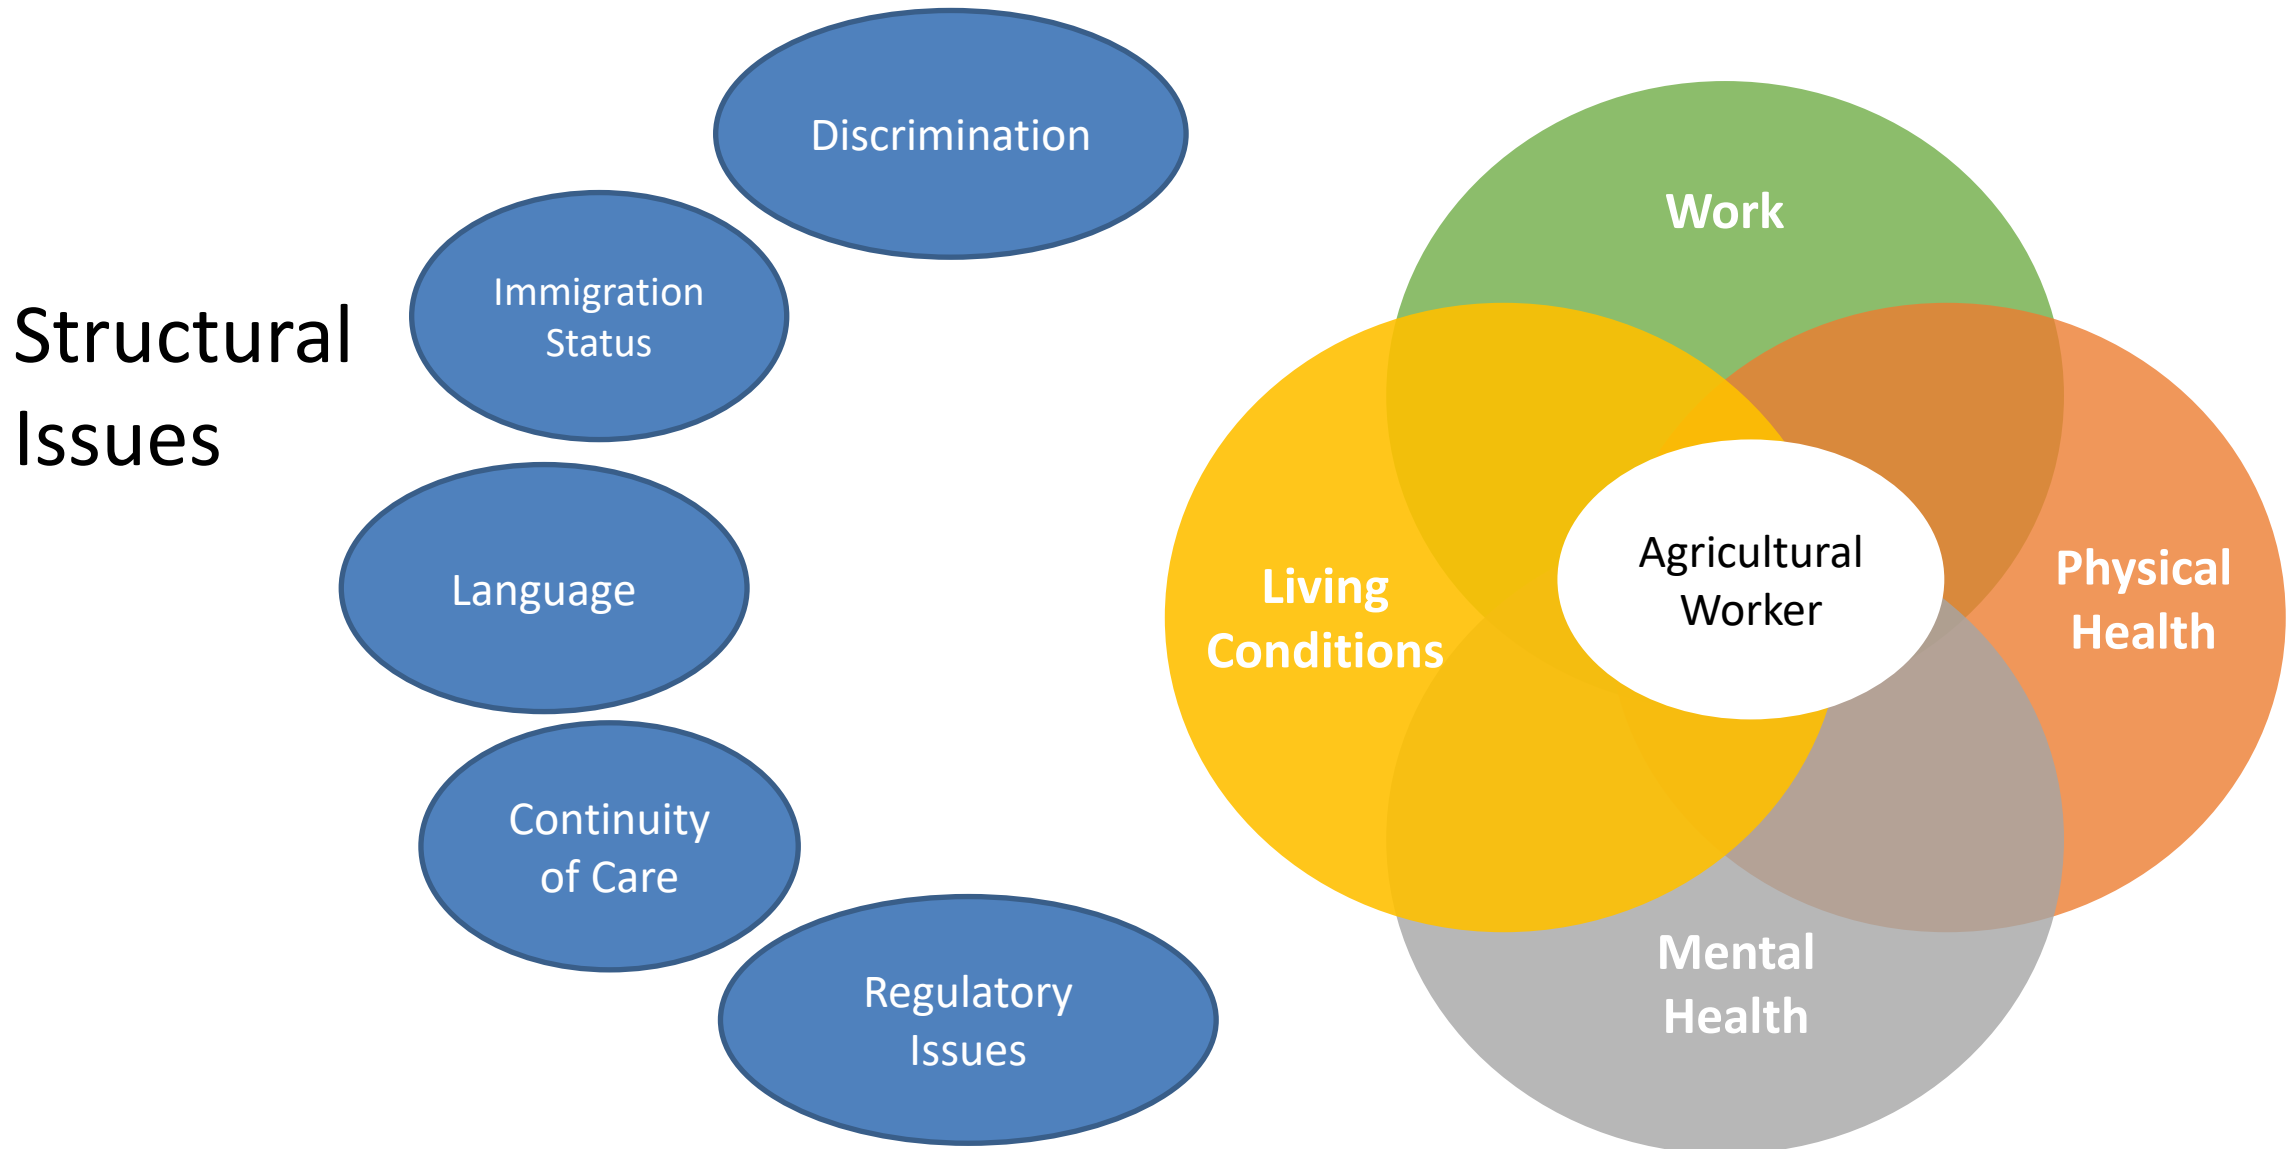 Structural
Issues
Discrimination
Immigration
Status
Language
Continuity
of Care
Regulatory
Issues
Work
Living
Conditions
Agricultural
Worker
Physical
Health
Mental
Health